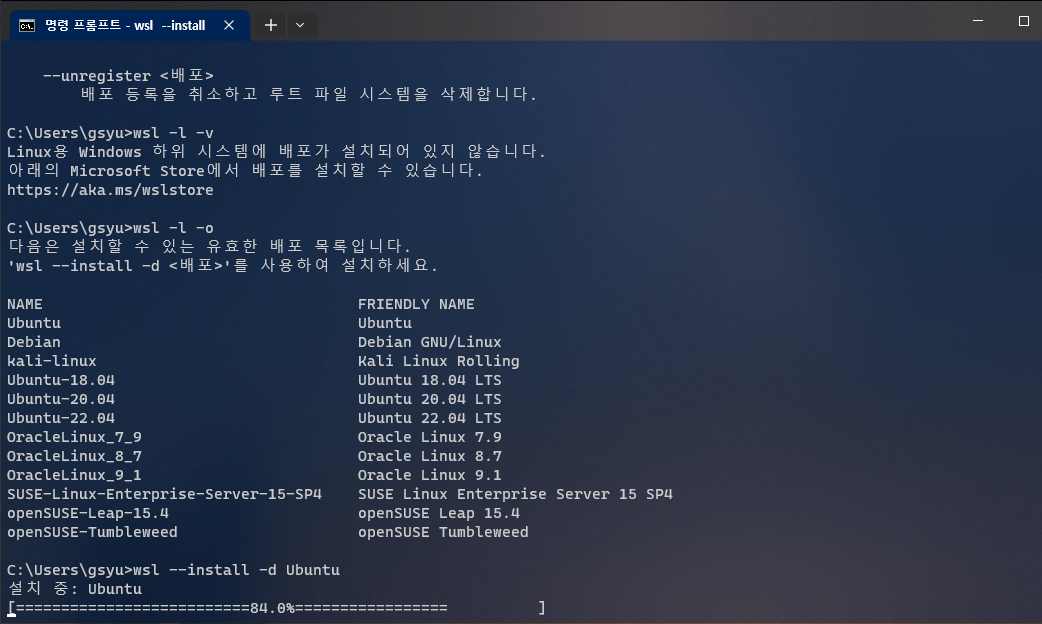 명령 프롬프트 - wsl --install
--unregister <배포>
배포 등록을 취소하고 루트 파일 시스템을 삭제합니다.
C:\Users\gsyu>wsl -l -v
Linux용 Windows 하위 시스템에 배포가 설치되어 있지 않습니다.
아래의 Microsoft Store에서 배포를 설치할 수 있습니다.
https://aka.ms/wslstore
C:\Users\gsyu>wsl -l -o
다음은 설치할 수 있는 유효한 배포 목록입니다.
'wsl --install -d <배포>'를 사용하여 설치하세요.
NAME FRIENDLY NAME
Ubuntu Ubuntu
Debian Debian GNU/Linux
kali-linux Kali Linux Rolling
Ubuntu-18.04 Ubuntu 18.04 LTS
Ubuntu-20.04 Ubuntu 20.04 LTS
Ubuntu-22.04 Ubuntu 22.04 LTS
OracleLinux_7_9 Oracle Linux 7.9
OracleLinux_8_7 Oracle Linux 8.7
OracleLinux_9_1 Oracle Linux 9.1
SUSE-Linux-Enterprise-Server-15-SP4 SUSE Linux Enterprise Server 15 SP4
openSUSE-Leap-15.4 openSUSE Leap 15.4
openSUSE-Tumbleweed openSUSE Tumbleweed
C:\Users\gsyu>wsl --install -d Ubuntu
설치 중: Ubuntu
[==========================84.0%=================          ]